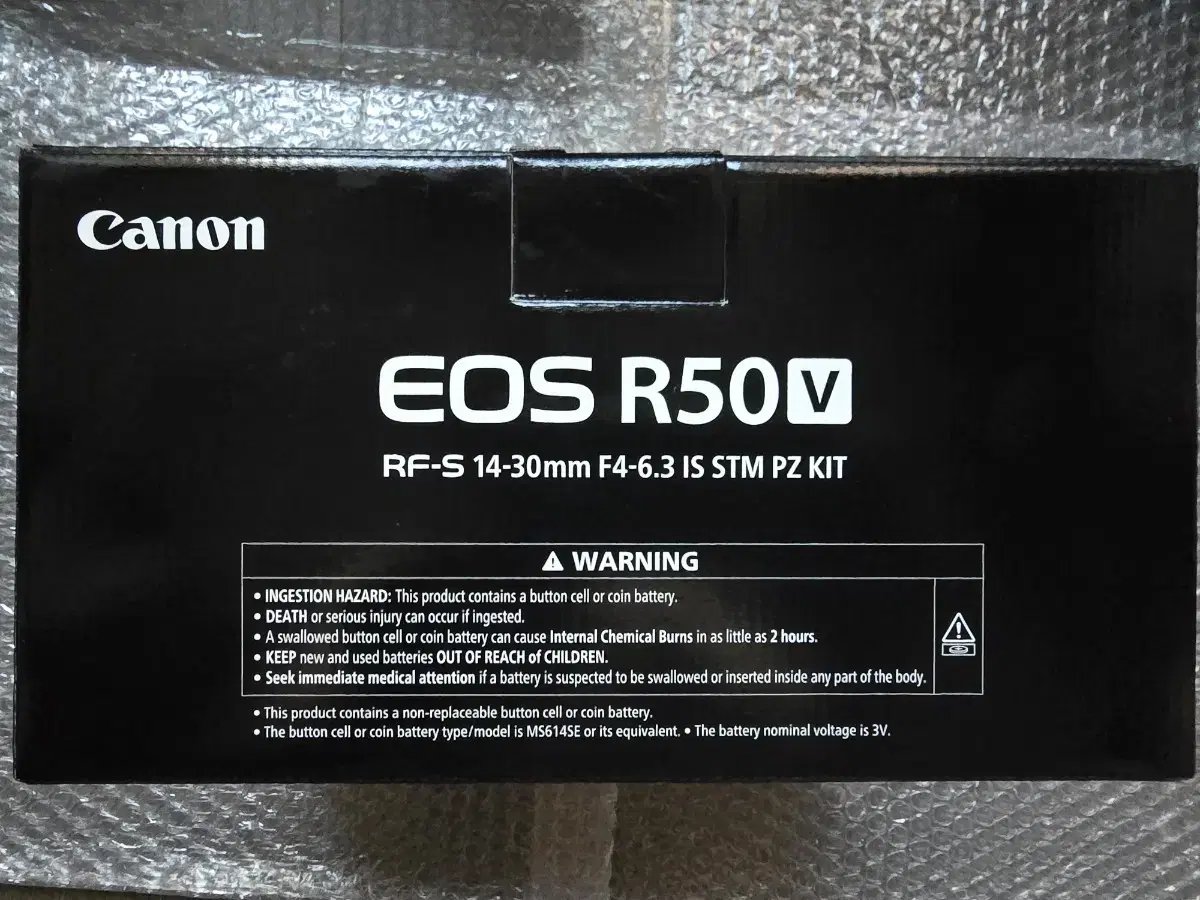 Canon
EOS R50 V
RF-S 14-30mm F4-6.3 IS STM PZ KIT
⚠ WARNING
• INGESTION HAZARD: This product contains a button cell or coin battery.
• DEATH or serious injury can occur if ingested.
• A swallowed button cell or coin battery can cause Internal Chemical Burns in as little as 2 hours.
• KEEP new and used batteries OUT OF REACH of CHILDREN.
• Seek immediate medical attention if a battery is suspected to be swallowed or inserted inside any part of the body.
• This product contains a non-replaceable button cell or coin battery.
• The button cell or coin battery type/model is MS614SE or its equivalent. • The battery nominal voltage is 3V.